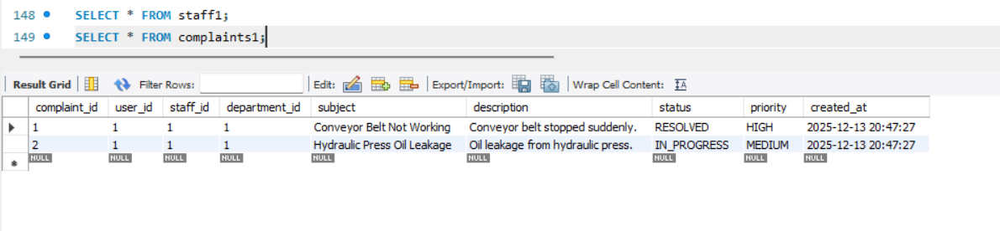 148 SELECT * FROM staff1;
149 SELECT * FROM complaints1;
Result Grid Filter Rows: Edit: Export/Import: Wrap Cell Content: IA
complaint_id user_id staff_id department_id subject description status priority created_at
1 1 1 1 Conveyor Belt Not Working Conveyor belt stopped suddenly. RESOLVED HIGH 2025-12-13 20:47:27
2 1 1 1 Hydraulic Press Oil Leakage Oil leakage from hydraulic press. IN_PROGRESS MEDIUM 2025-12-13 20:47:27
NULL NULL NULL NULL NULL NULL NULL NULL NULL